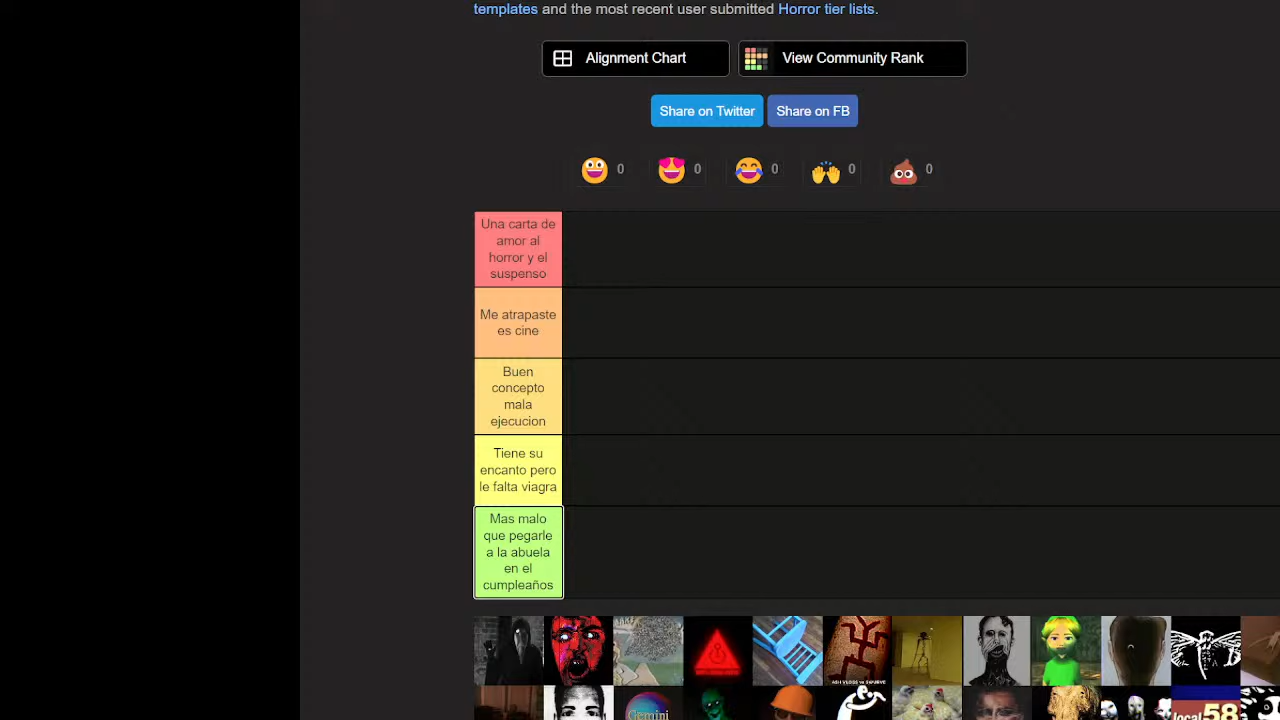 templates and the most recent user submitted Horror tier lists.
Alignment Chart
View Community Rank
Share on Twitter
Share on FB
0
0
0
0
0
Una carta de
amor al
horror y el
suspenso
Me atrapaste
es cine
Buen
concepto
mala
ejecucion
Tiene su
encanto pero
le falta viagra
Mas malo
que pegarle
a la abuela
en el
cumpleaños
Gemini
local58